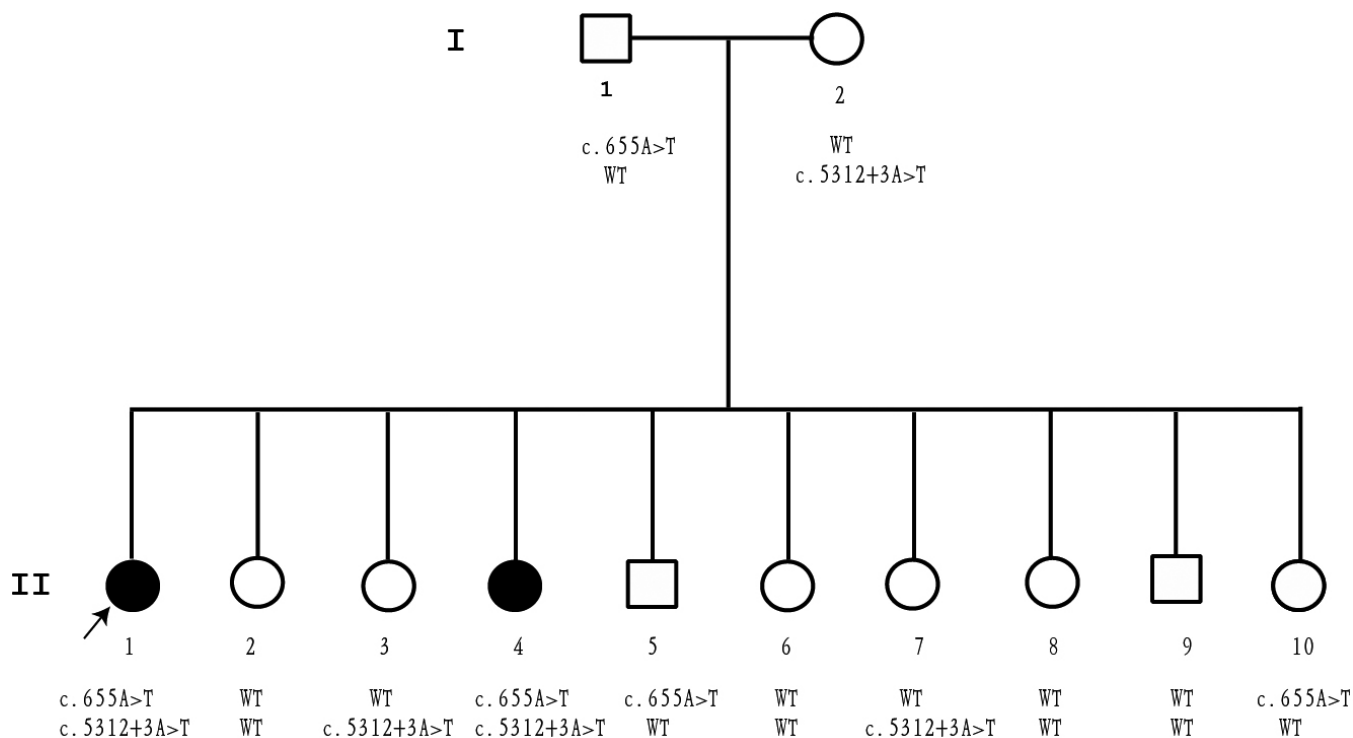 I
1 2
c.655A>T WT
WT c.5312+3A>T
II
1 2 3 4 5 6 7 8 9 10
c.655A>T WT WT c.655A>T c.655A>T WT WT WT WT c.655A>T
c.5312+3A>T WT c.5312+3A>T c.5312+3A>T WT WT c.5312+3A>T WT WT WT